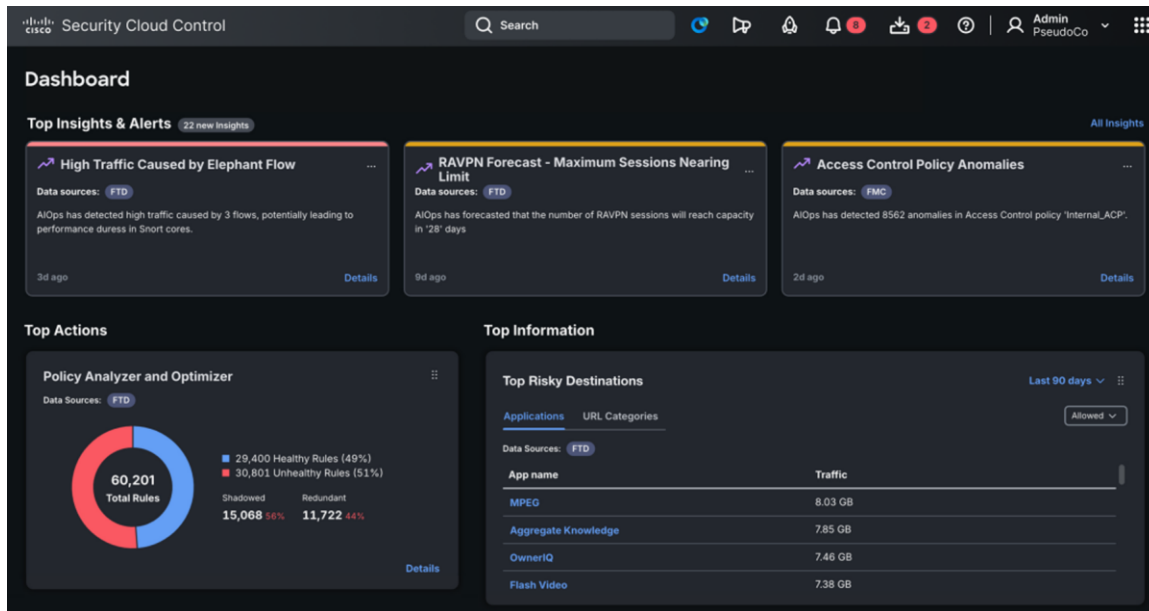 cisco Security Cloud Control
Search
8
2
Admin
PseudoCo
Dashboard
Top Insights & Alerts 22 new Insights
All Insights
High Traffic Caused by Elephant Flow ...
Data sources: FTD
AIOps has detected high traffic caused by 3 flows, potentially leading to
performance duress in Snort cores.
3d ago Details
RAVPN Forecast - Maximum Sessions Nearing
Limit ...
Data sources: FTD
AIOps has forecasted that the number of RAVPN sessions will reach capacity
in '28' days
9d ago Details
Access Control Policy Anomalies ...
Data sources: FMC
AIOps has detected 8562 anomalies in Access Control policy 'Internal_ACP'.
2d ago Details
Top Actions
Policy Analyzer and Optimizer
Data Sources: FTD
60,201
Total Rules
29,400 Healthy Rules (49%)
30,801 Unhealthy Rules (51%)
Shadowed Redundant
15,068 56% 11,722 44%
Details
Top Information
Top Risky Destinations Last 90 days
Applications URL Categories Allowed
Data Sources: FTD
App name Traffic
MPEG 8.03 GB
Aggregate Knowledge 7.85 GB
OwnerIQ 7.46 GB
Flash Video 7.38 GB